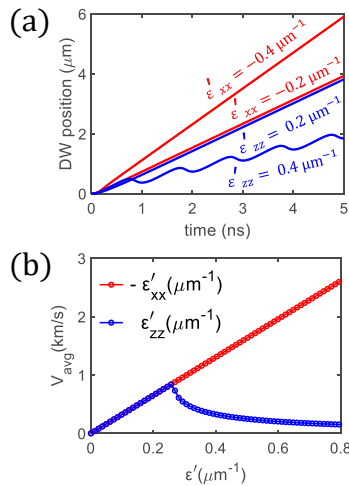 (a)
DW position (μm)
6
4
2
0
ε′xx = −0.4 μm⁻¹
ε′xx = −0.2 μm⁻¹
ε′zz = 0.2 μm⁻¹
ε′zz = 0.4 μm⁻¹
0 1 2 3 4 5
time (ns)
(b)
Vavg(km/s)
3
2
1
0
- ε′xx(μm⁻¹)
ε′zz(μm⁻¹)
0 0.2 0.4 0.6 0.8
ε′(μm⁻¹)